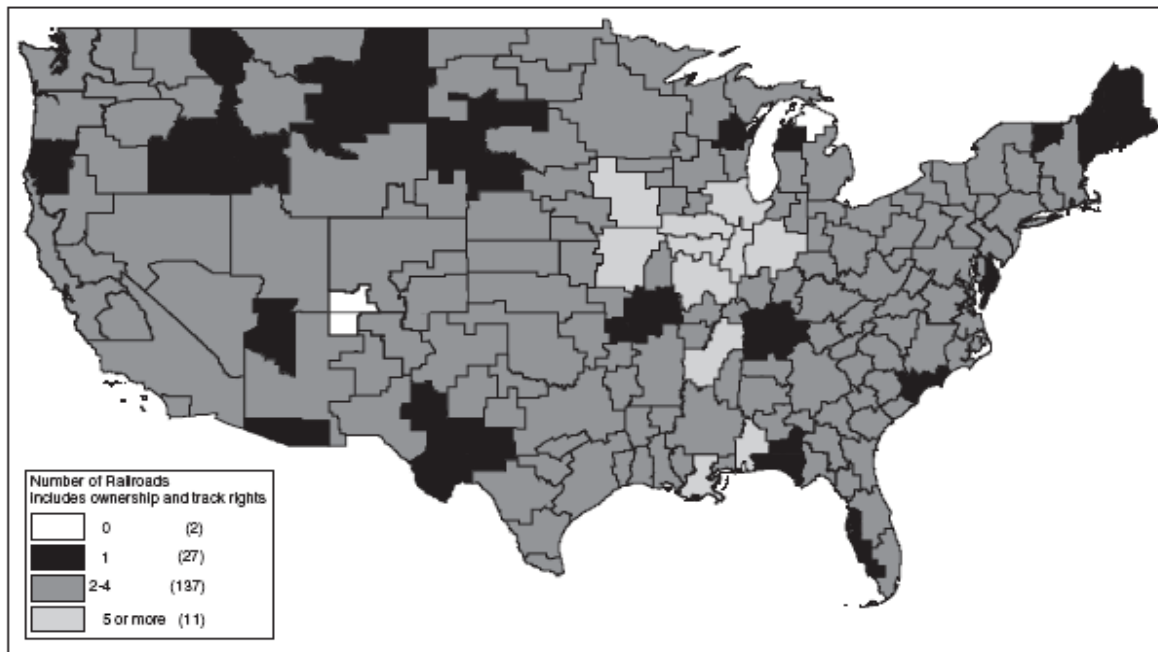 Number of Railroads
Includes ownership and track rights
0 (2)
1 (27)
2-4 (137)
5 or more (11)